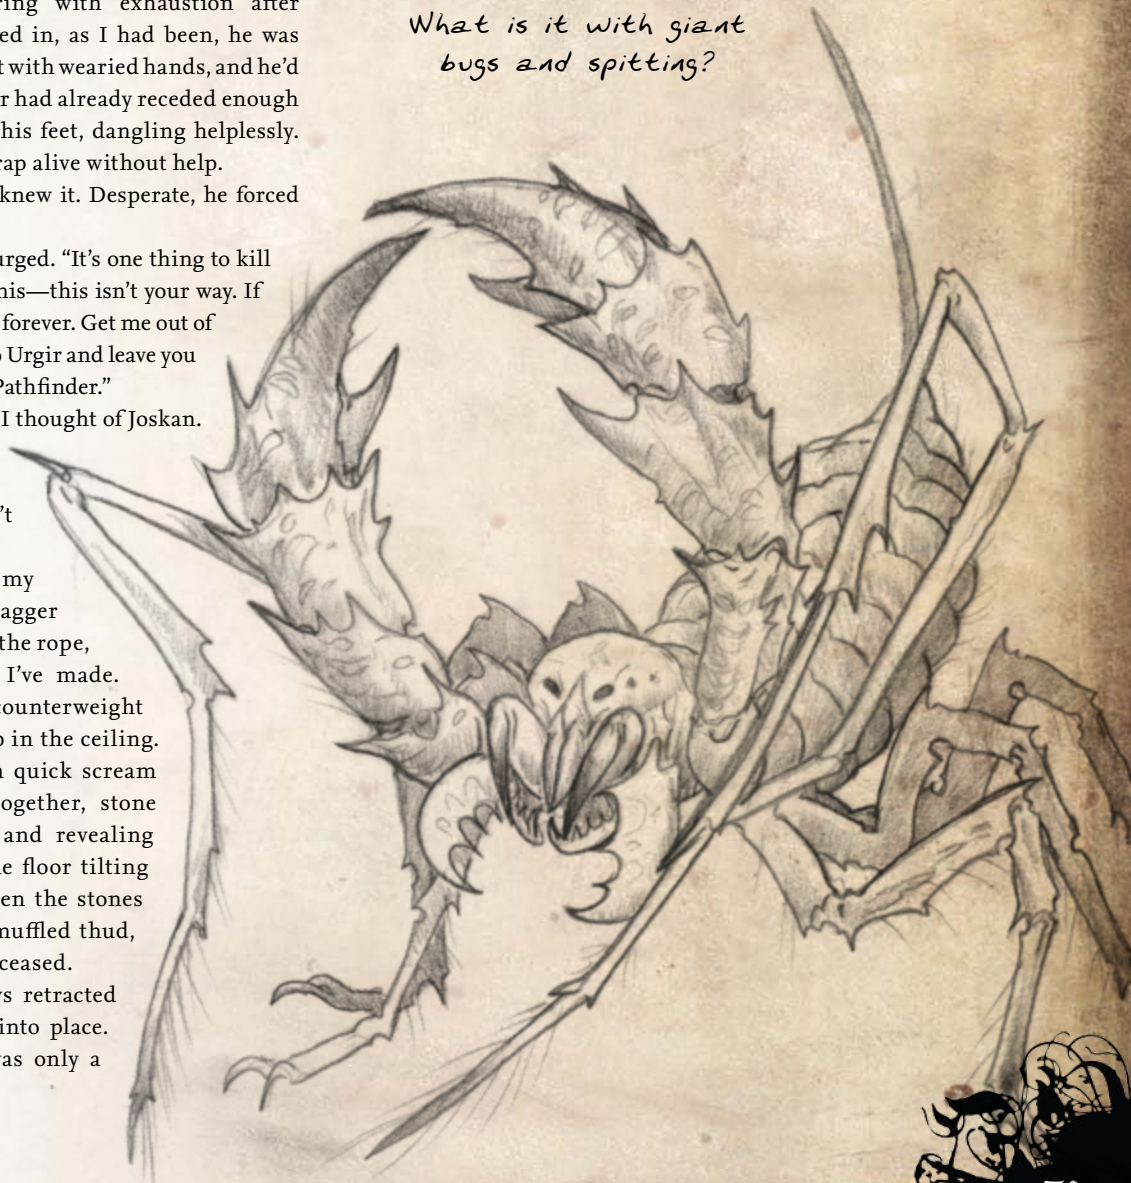 What is it with giant
bugs and spitting?
ring with exhaustion after
ed in, as I had been, he was
t with wearied hands, and he’d
r had already receded enough
his feet, dangling helplessly.
rap alive without help.
knew it. Desperate, he forced
urged. “It’s one thing to kill
his—this isn’t your way. If
forever. Get me out of
o Urgir and leave you
Pathfinder.”
I thought of Joskan.
’t
my
agger
the rope,
I’ve made.
counterweight
p in the ceiling.
a quick scream
ogether, stone
and revealing
e floor tilting
en the stones
muffled thud,
ceased.
s retracted
into place.
was only a